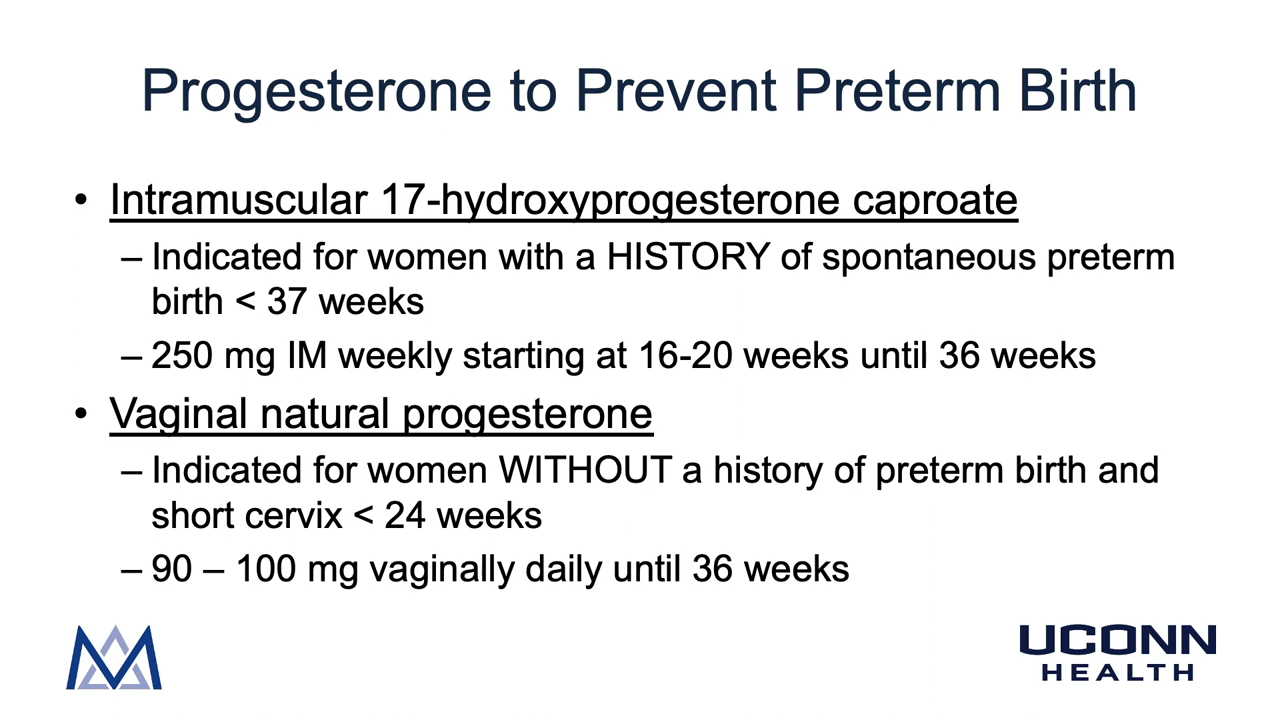 Progesterone to Prevent Preterm Birth
• Intramuscular 17-hydroxyprogesterone caproate
– Indicated for women with a HISTORY of spontaneous preterm
birth < 37 weeks
– 250 mg IM weekly starting at 16-20 weeks until 36 weeks
• Vaginal natural progesterone
– Indicated for women WITHOUT a history of preterm birth and
short cervix < 24 weeks
– 90 – 100 mg vaginally daily until 36 weeks
UCONN
HEALTH